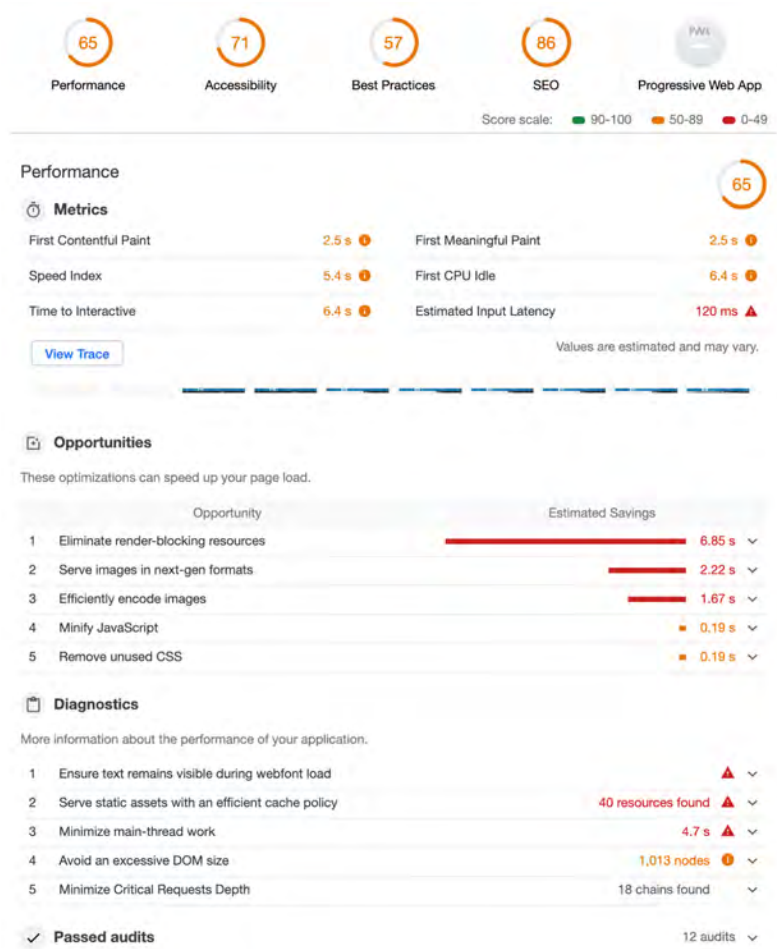 65 71 57 86 PWA
Performance Accessibility Best Practices SEO Progressive Web App
Score scale: 90-100 50-89 0-49
Performance
65
Metrics
First Contentful Paint 2.5 s First Meaningful Paint 2.5 s
Speed Index 5.4 s First CPU Idle 6.4 s
Time to Interactive 6.4 s Estimated Input Latency 120 ms
View Trace Values are estimated and may vary.
Opportunities
These optimizations can speed up your page load.
Opportunity Estimated Savings
1 Eliminate render-blocking resources 6.85 s
2 Serve images in next-gen formats 2.22 s
3 Efficiently encode images 1.67 s
4 Minify JavaScript 0.19 s
5 Remove unused CSS 0.19 s
Diagnostics
More information about the performance of your application.
1 Ensure text remains visible during webfont load
2 Serve static assets with an efficient cache policy 40 resources found
3 Minimize main-thread work 4.7 s
4 Avoid an excessive DOM size 1,013 nodes
5 Minimize Critical Requests Depth 18 chains found
Passed audits 12 audits